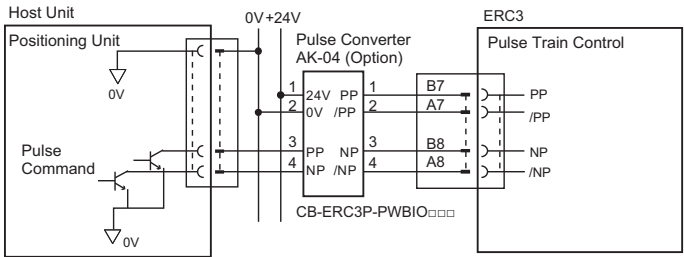 Host Unit
Positioning Unit
0V
Pulse
Command
0V
0V +24V
Pulse Converter
AK-04 (Option)
1 24V PP 1
2 0V /PP 2
3 PP NP 3
4 NP /NP 4
CB-ERC3P-PWBIO□□□
B7
A7
B8
A8
ERC3
Pulse Train Control
PP
/PP
NP
/NP